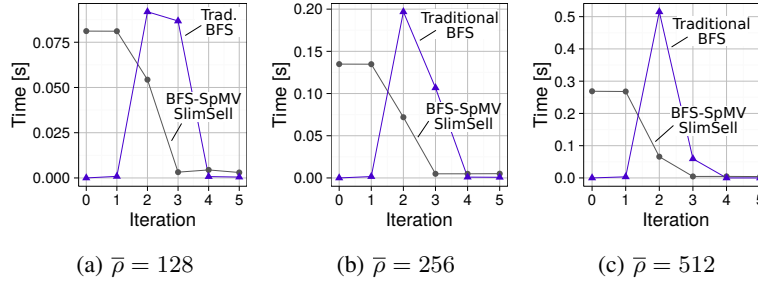 Time [s]
0.075
0.050
0.025
0.000
Trad.
BFS
BFS-SpMV
SlimSell
0 1 2 3 4 5
Iteration
(a) ρ̅ = 128
Time [s]
0.20
0.15
0.10
0.05
0.00
Traditional
BFS
BFS-SpMV
SlimSell
0 1 2 3 4 5
Iteration
(b) ρ̅ = 256
Time [s]
0.5
0.4
0.3
0.2
0.1
0.0
Traditional
BFS
BFS-SpMV
SlimSell
0 1 2 3 4 5
Iteration
(c) ρ̅ = 512